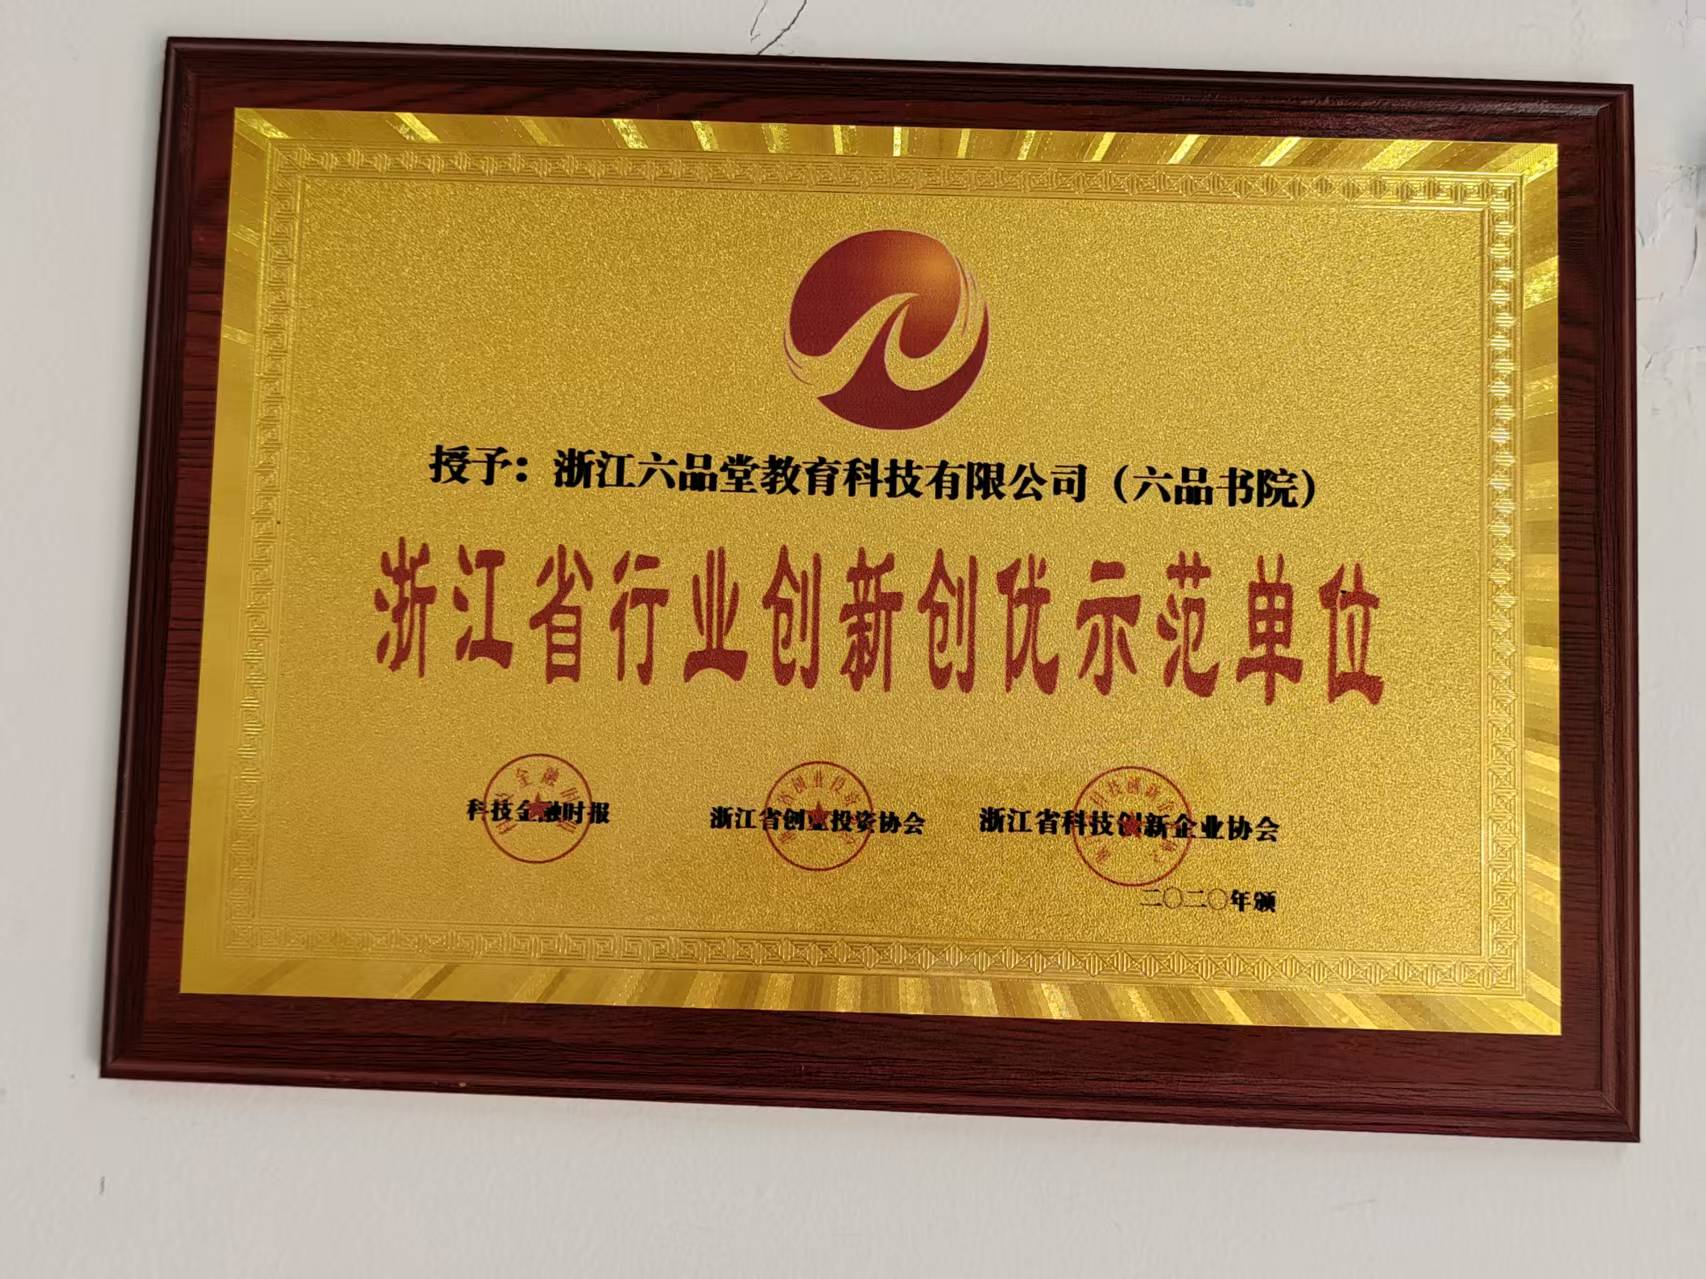 授予：浙江六品堂教育科技有限公司（六品书院）
浙江省行业创新创优示范单位
科技金融时报 浙江省创业投资协会 浙江省科技创新企业协会
二〇二〇年颁